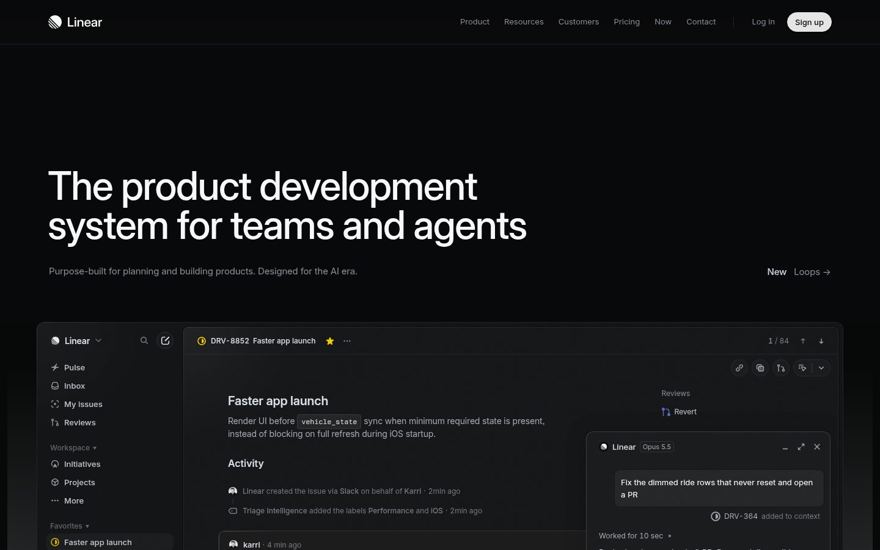 Linear
Product Resources Customers Pricing Now Contact Log in Sign up
The product development
system for teams and agents
Purpose-built for planning and building products. Designed for the AI era.
New Loops →
Linear
Pulse
Inbox
My issues
Reviews
Workspace
Initiatives
Projects
More
Favorites
Faster app launch
DRV-8852 Faster app launch
1 / 84
Faster app launch
Render UI before vehicle_state sync when minimum required state is present,
instead of blocking on full refresh during iOS startup.
Activity
Linear created the issue via Slack on behalf of Karri · 2min ago
Triage Intelligence added the labels Performance and iOS · 2min ago
karri · 4 min ago
Reviews
Revert
Linear Opus 5.5
Fix the dimmed ride rows that never reset and open
a PR
DRV-364 added to context
Worked for 10 sec